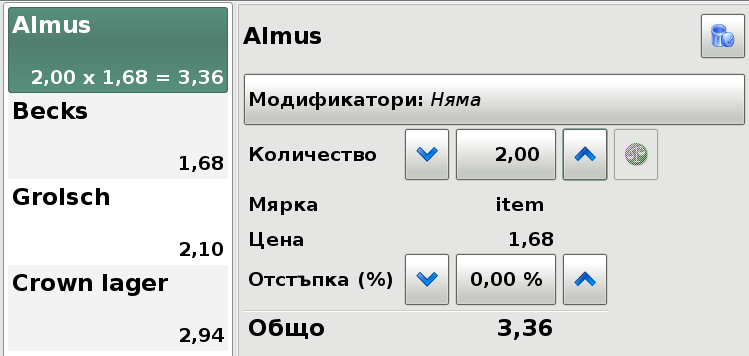 Almus
2,00 x 1,68 = 3,36
Becks
1,68
Grolsch
2,10
Crown lager
2,94
Almus
Модификатори: Няма
Количество 2,00
Мярка item
Цена 1,68
Отстъпка (%) 0,00 %
Общо 3,36